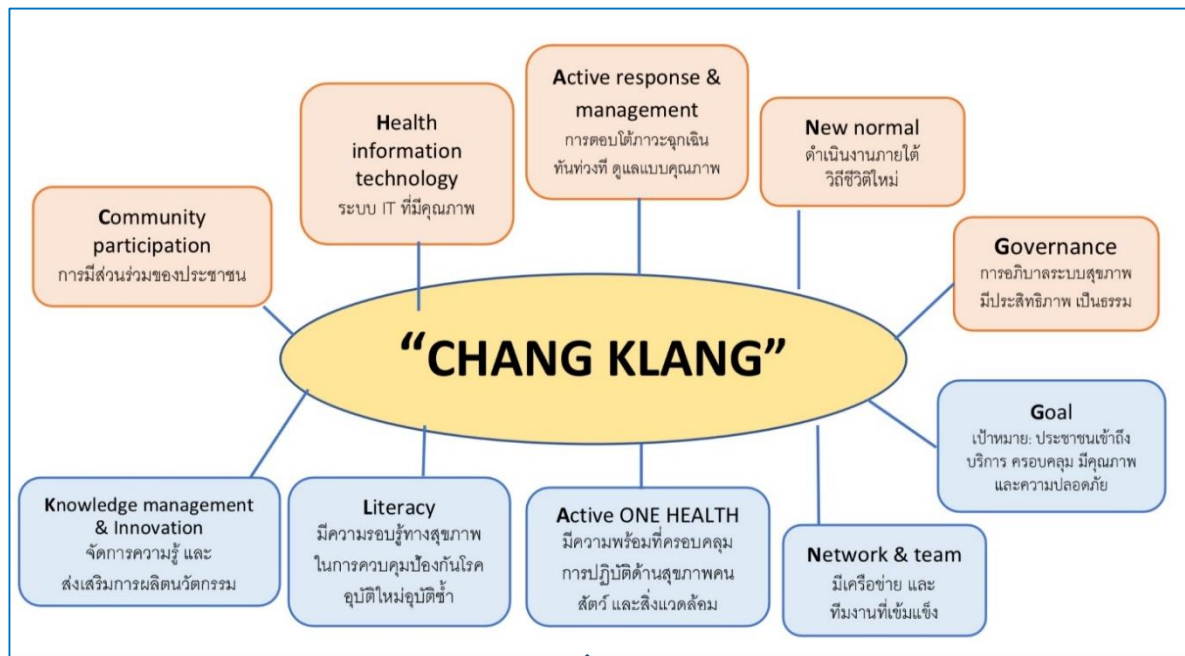 Community
participation
การมีส่วนร่วมของประชาชน
Health
information
technology
ระบบ IT ที่มีคุณภาพ
Active response &
management
การตอบโต้ภาวะฉุกเฉิน
ทันท่วงที ดูแลแบบคุณภาพ
New normal
ดำเนินงานภายใต้
วิถีชีวิตใหม่
Governance
การอภิบาลระบบสุขภาพ
มีประสิทธิภาพ เป็นธรรม
“CHANG KLANG”
Knowledge management
& Innovation
จัดการความรู้ และ
ส่งเสริมการผลิตนวัตกรรม
Literacy
มีความรอบรู้ทางสุขภาพ
ในการควบคุมป้องกันโรค
อุบัติใหม่อุบัติซ้ำ
Active ONE HEALTH
มีความพร้อมที่ครอบคลุม
การปฏิบัติด้านสุขภาพคน
สัตว์ และสิ่งแวดล้อม
Network & team
มีเครือข่าย และ
ทีมงานที่เข้มแข็ง
Goal
เป้าหมาย: ประชาชนเข้าถึง
บริการ ครอบคลุม มีคุณภาพ
และความปลอดภัย